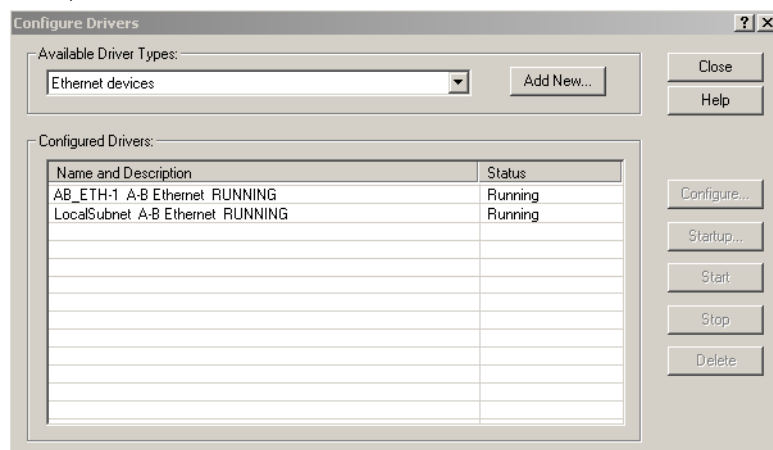 Configure Drivers
? X
Available Driver Types:
Ethernet devices
Add New...
Close
Help
Configured Drivers:
Name and Description Status
AB_ETH-1 A-B Ethernet RUNNING Running
LocalSubnet A-B Ethernet RUNNING Running
Configure...
Startup...
Start
Stop
Delete